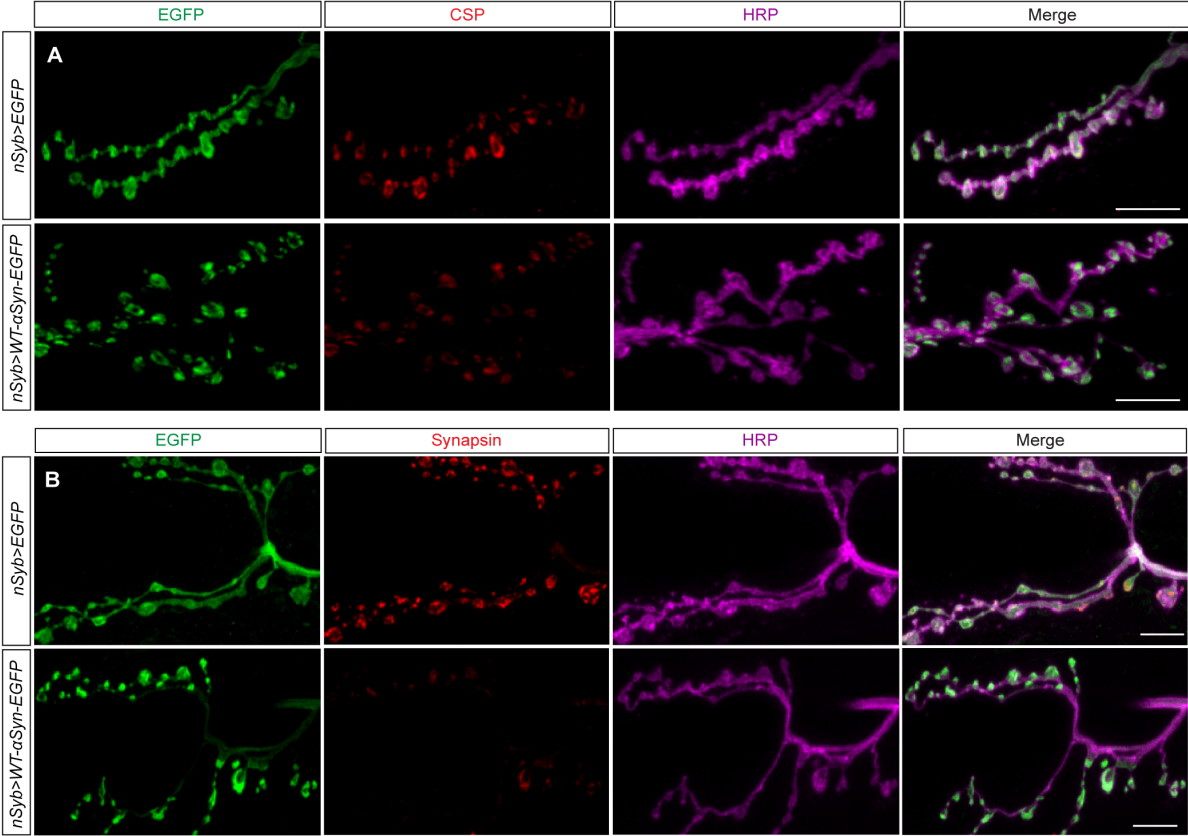 EGFP CSP HRP Merge
A
nSyb>EGFP
nSyb>WT-αSyn-EGFP
EGFP Synapsin HRP Merge
B
nSyb>EGFP
nSyb>WT-αSyn-EGFP